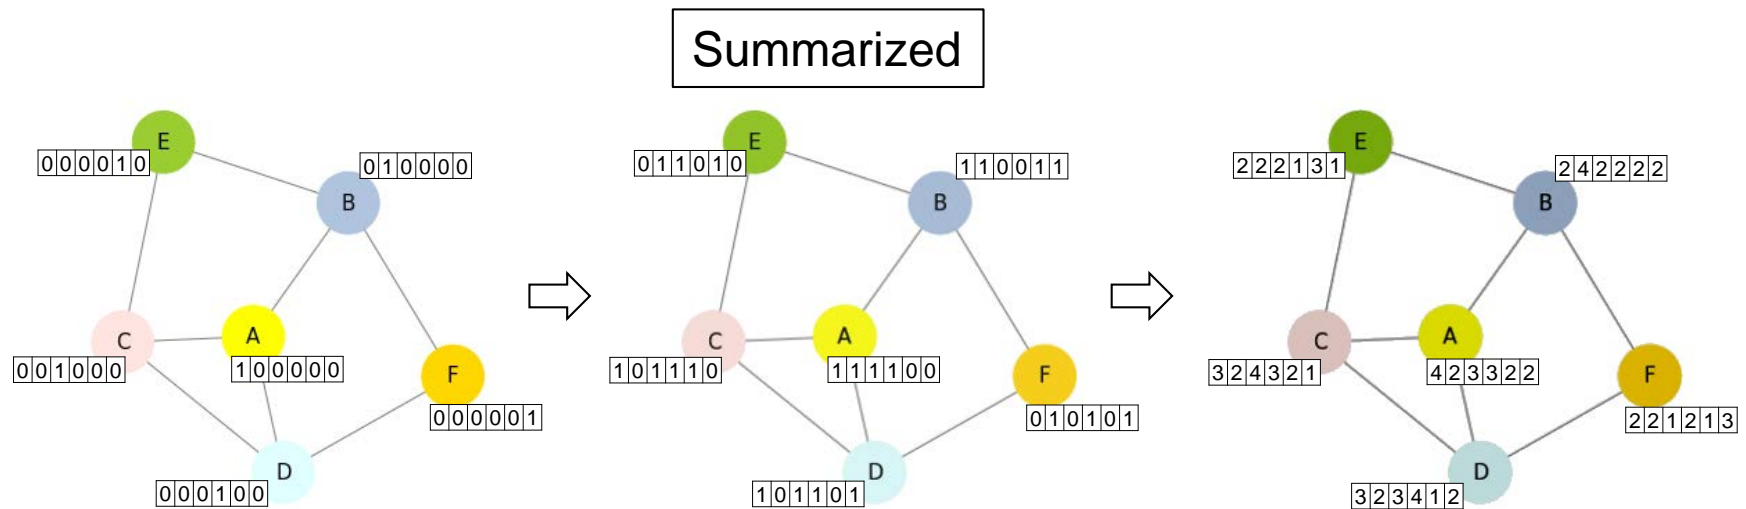 Summarized
E
000010
010000
B
C
A
001000
100000
F
000001
D
000100
E
011010
110011
B
C
A
101110
111100
F
010101
D
101101
E
222131
242222
B
C
A
324321
423322
F
221213
D
323412